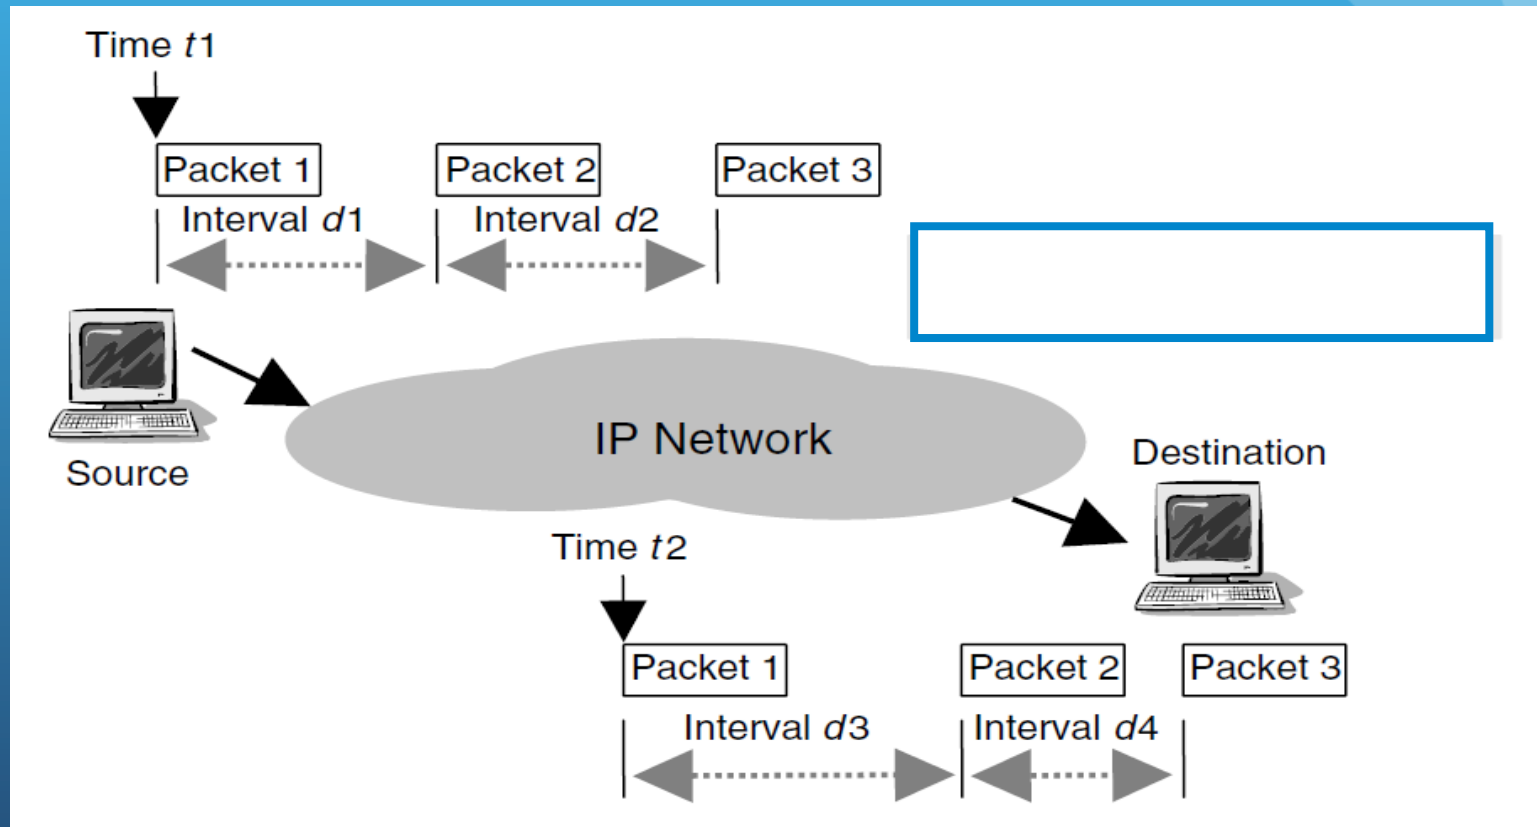 Time t1
Packet 1 Packet 2 Packet 3
Interval d1 Interval d2
IP Network
Source
Destination
Time t2
Packet 1 Packet 2 Packet 3
Interval d3 Interval d4